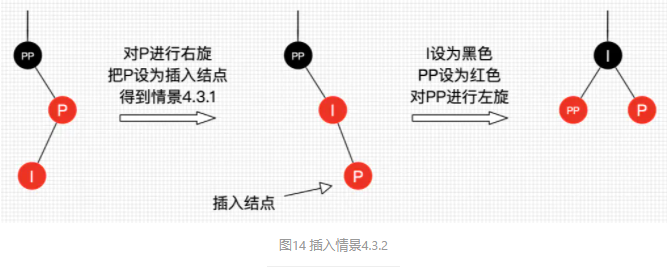 PP
P
I
对P进行右旋
把P设为插入结点
得到情景4.3.1
PP
I
P
插入结点
I设为黑色
PP设为红色
对PP进行左旋
I
PP
P
图14 插入情景4.3.2